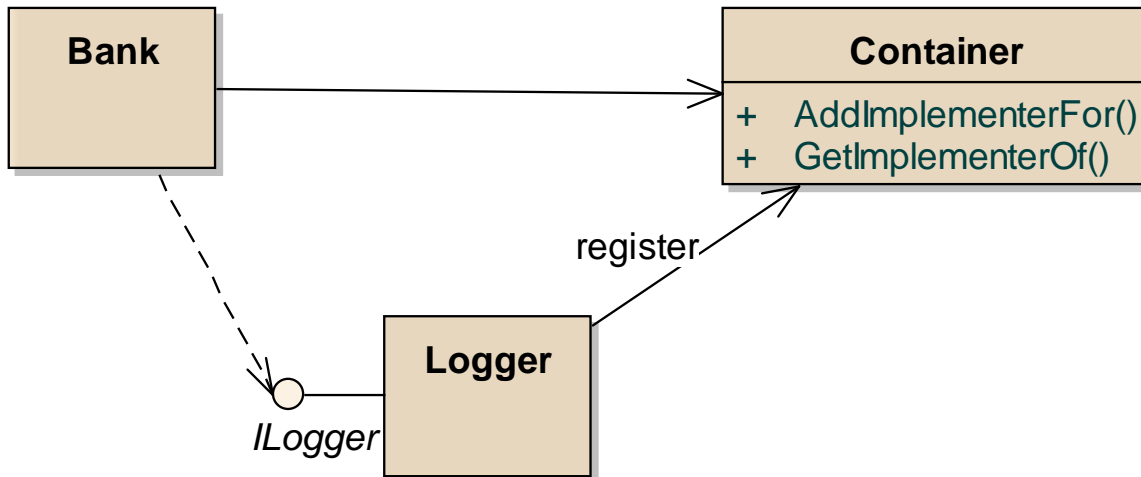 Bank
Container
+ AddImplementerFor()
+ GetImplementerOf()
register
Logger
ILogger